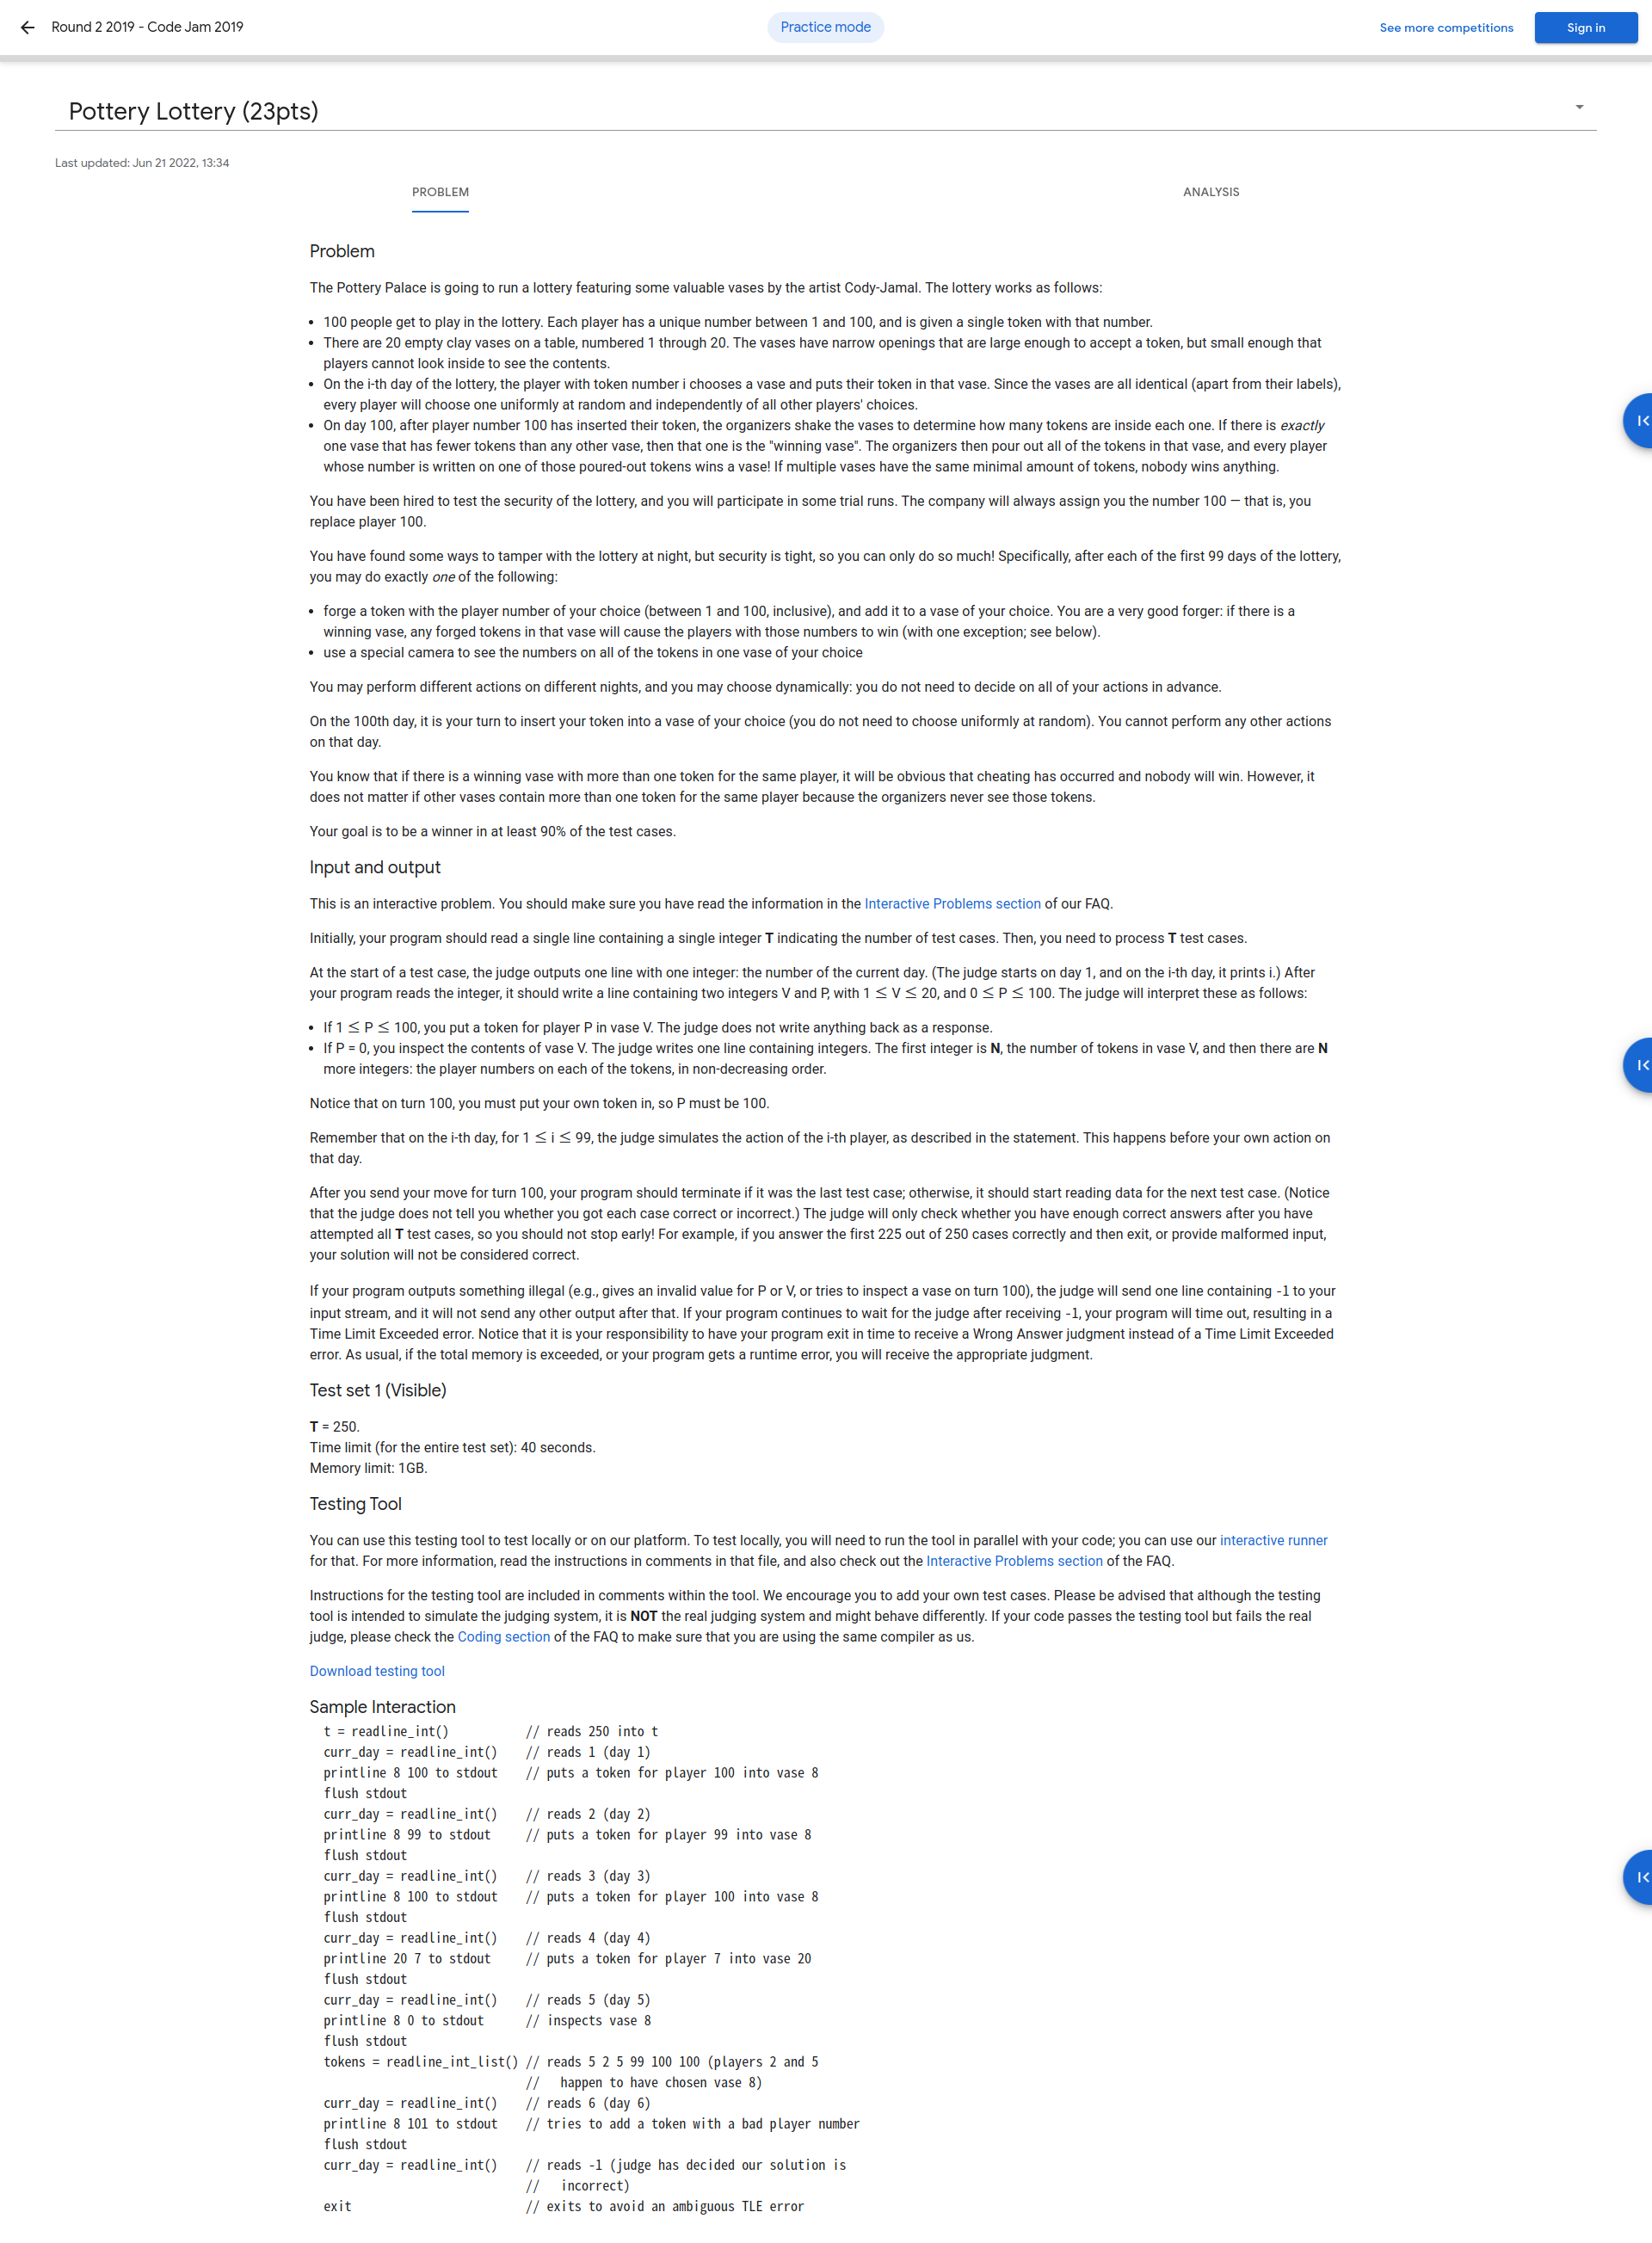 Round 2 2019 - Code Jam 2019
Practice mode
See more competitions
Sign in
Pottery Lottery (23pts)
Last updated: Jun 21 2022, 13:34
PROBLEM
ANALYSIS
Problem
The Pottery Palace is going to run a lottery featuring some valuable vases by the artist Cody-Jamal. The lottery works as follows:
• 100 people get to play in the lottery. Each player has a unique number between 1 and 100, and is given a single token with that number.
• There are 20 empty clay vases on a table, numbered 1 through 20. The vases have narrow openings that are large enough to accept a token, but small enough that
players cannot look inside to see the contents.
• On the i-th day of the lottery, the player with token number i chooses a vase and puts their token in that vase. Since the vases are all identical (apart from their labels),
every player will choose one uniformly at random and independently of all other players' choices.
• On day 100, after player number 100 has inserted their token, the organizers shake the vases to determine how many tokens are inside each one. If there is exactly
one vase that has fewer tokens than any other vase, then that one is the "winning vase". The organizers then pour out all of the tokens in that vase, and every player
whose number is written on one of those poured-out tokens wins a vase! If multiple vases have the same minimal amount of tokens, nobody wins anything.
You have been hired to test the security of the lottery, and you will participate in some trial runs. The company will always assign you the number 100 — that is, you
replace player 100.
You have found some ways to tamper with the lottery at night, but security is tight, so you can only do so much! Specifically, after each of the first 99 days of the lottery,
you may do exactly one of the following:
• forge a token with the player number of your choice (between 1 and 100, inclusive), and add it to a vase of your choice. You are a very good forger: if there is a
winning vase, any forged tokens in that vase will cause the players with those numbers to win (with one exception; see below).
• use a special camera to see the numbers on all of the tokens in one vase of your choice
You may perform different actions on different nights, and you may choose dynamically: you do not need to decide on all of your actions in advance.
On the 100th day, it is your turn to insert your token into a vase of your choice (you do not need to choose uniformly at random). You cannot perform any other actions
on that day.
You know that if there is a winning vase with more than one token for the same player, it will be obvious that cheating has occurred and nobody will win. However, it
does not matter if other vases contain more than one token for the same player because the organizers never see those tokens.
Your goal is to be a winner in at least 90% of the test cases.
Input and output
This is an interactive problem. You should make sure you have read the information in the Interactive Problems section of our FAQ.
Initially, your program should read a single line containing a single integer T indicating the number of test cases. Then, you need to process T test cases.
At the start of a test case, the judge outputs one line with one integer: the number of the current day. (The judge starts on day 1, and on the i-th day, it prints i.) After
your program reads the integer, it should write a line containing two integers V and P, with 1 ≤ V ≤ 20, and 0 ≤ P ≤ 100. The judge will interpret these as follows:
• If 1 ≤ P ≤ 100, you put a token for player P in vase V. The judge does not write anything back as a response.
• If P = 0, you inspect the contents of vase V. The judge writes one line containing integers. The first integer is N, the number of tokens in vase V, and then there are N
more integers: the player numbers on each of the tokens, in non-decreasing order.
Notice that on turn 100, you must put your own token in, so P must be 100.
Remember that on the i-th day, for 1 ≤ i ≤ 99, the judge simulates the action of the i-th player, as described in the statement. This happens before your own action on
that day.
After you send your move for turn 100, your program should terminate if it was the last test case; otherwise, it should start reading data for the next test case. (Notice
that the judge does not tell you whether you got each case correct or incorrect.) The judge will only check whether you have enough correct answers after you have
attempted all T test cases, so you should not stop early! For example, if you answer the first 225 out of 250 cases correctly and then exit, or provide malformed input,
your solution will not be considered correct.
If your program outputs something illegal (e.g., gives an invalid value for P or V, or tries to inspect a vase on turn 100), the judge will send one line containing -1 to your
input stream, and it will not send any other output after that. If your program continues to wait for the judge after receiving -1, your program will time out, resulting in a
Time Limit Exceeded error. Notice that it is your responsibility to have your program exit in time to receive a Wrong Answer judgment instead of a Time Limit Exceeded
error. As usual, if the total memory is exceeded, or your program gets a runtime error, you will receive the appropriate judgment.
Test set 1 (Visible)
T = 250.
Time limit (for the entire test set): 40 seconds.
Memory limit: 1GB.
Testing Tool
You can use this testing tool to test locally or on our platform. To test locally, you will need to run the tool in parallel with your code; you can use our interactive runner
for that. For more information, read the instructions in comments in that file, and also check out the Interactive Problems section of the FAQ.
Instructions for the testing tool are included in comments within the tool. We encourage you to add your own test cases. Please be advised that although the testing
tool is intended to simulate the judging system, it is NOT the real judging system and might behave differently. If your code passes the testing tool but fails the real
judge, please check the Coding section of the FAQ to make sure that you are using the same compiler as us.
Download testing tool
Sample Interaction
t = readline_int() // reads 250 into t
curr_day = readline_int() // reads 1 (day 1)
printline 8 100 to stdout // puts a token for player 100 into vase 8
flush stdout
curr_day = readline_int() // reads 2 (day 2)
printline 8 99 to stdout // puts a token for player 99 into vase 8
flush stdout
curr_day = readline_int() // reads 3 (day 3)
printline 8 100 to stdout // puts a token for player 100 into vase 8
flush stdout
curr_day = readline_int() // reads 4 (day 4)
printline 20 7 to stdout // puts a token for player 7 into vase 20
flush stdout
curr_day = readline_int() // reads 5 (day 5)
printline 8 0 to stdout // inspects vase 8
flush stdout
tokens = readline_int_list() // reads 5 2 5 99 100 100 (players 2 and 5
// happen to have chosen vase 8)
curr_day = readline_int() // reads 6 (day 6)
printline 8 101 to stdout // tries to add a token with a bad player number
flush stdout
curr_day = readline_int() // reads -1 (judge has decided our solution is
// incorrect)
exit // exits to avoid an ambiguous TLE error